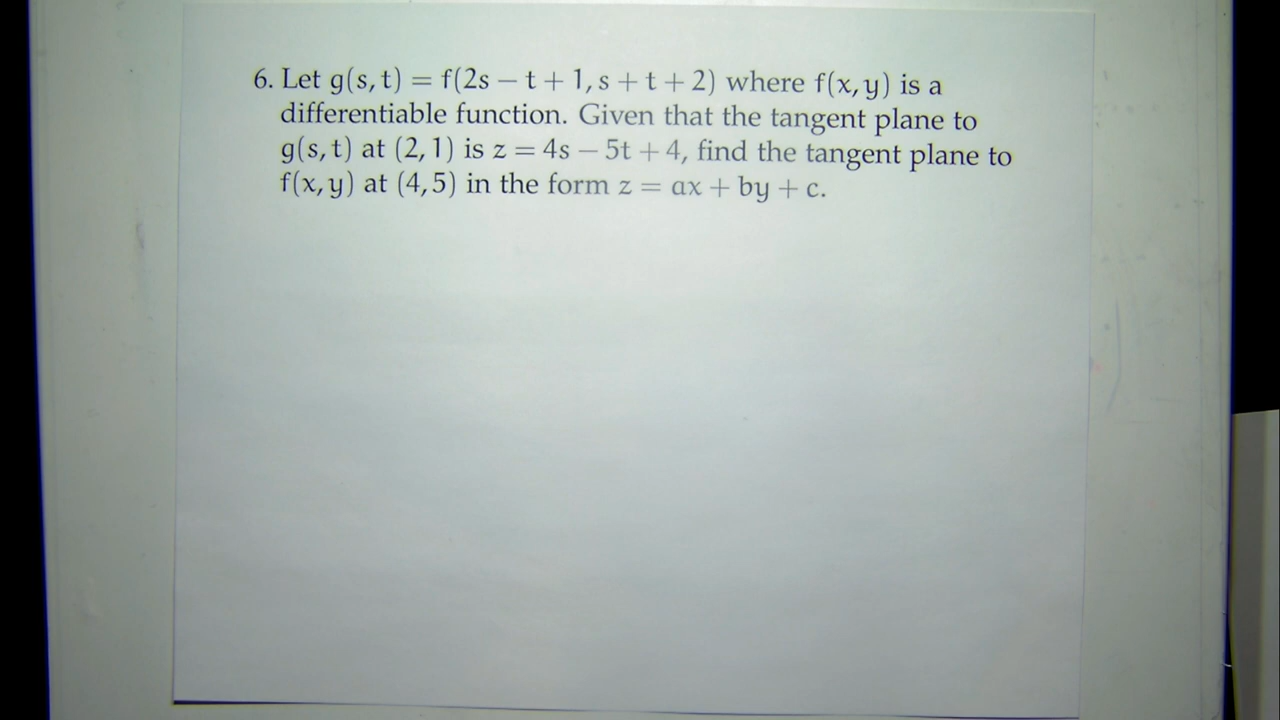 6. Let g(s, t) = f(2s − t + 1, s + t + 2) where f(x, y) is a
differentiable function. Given that the tangent plane to
g(s, t) at (2, 1) is z = 4s − 5t + 4, find the tangent plane to
f(x, y) at (4, 5) in the form z = ax + by + c.